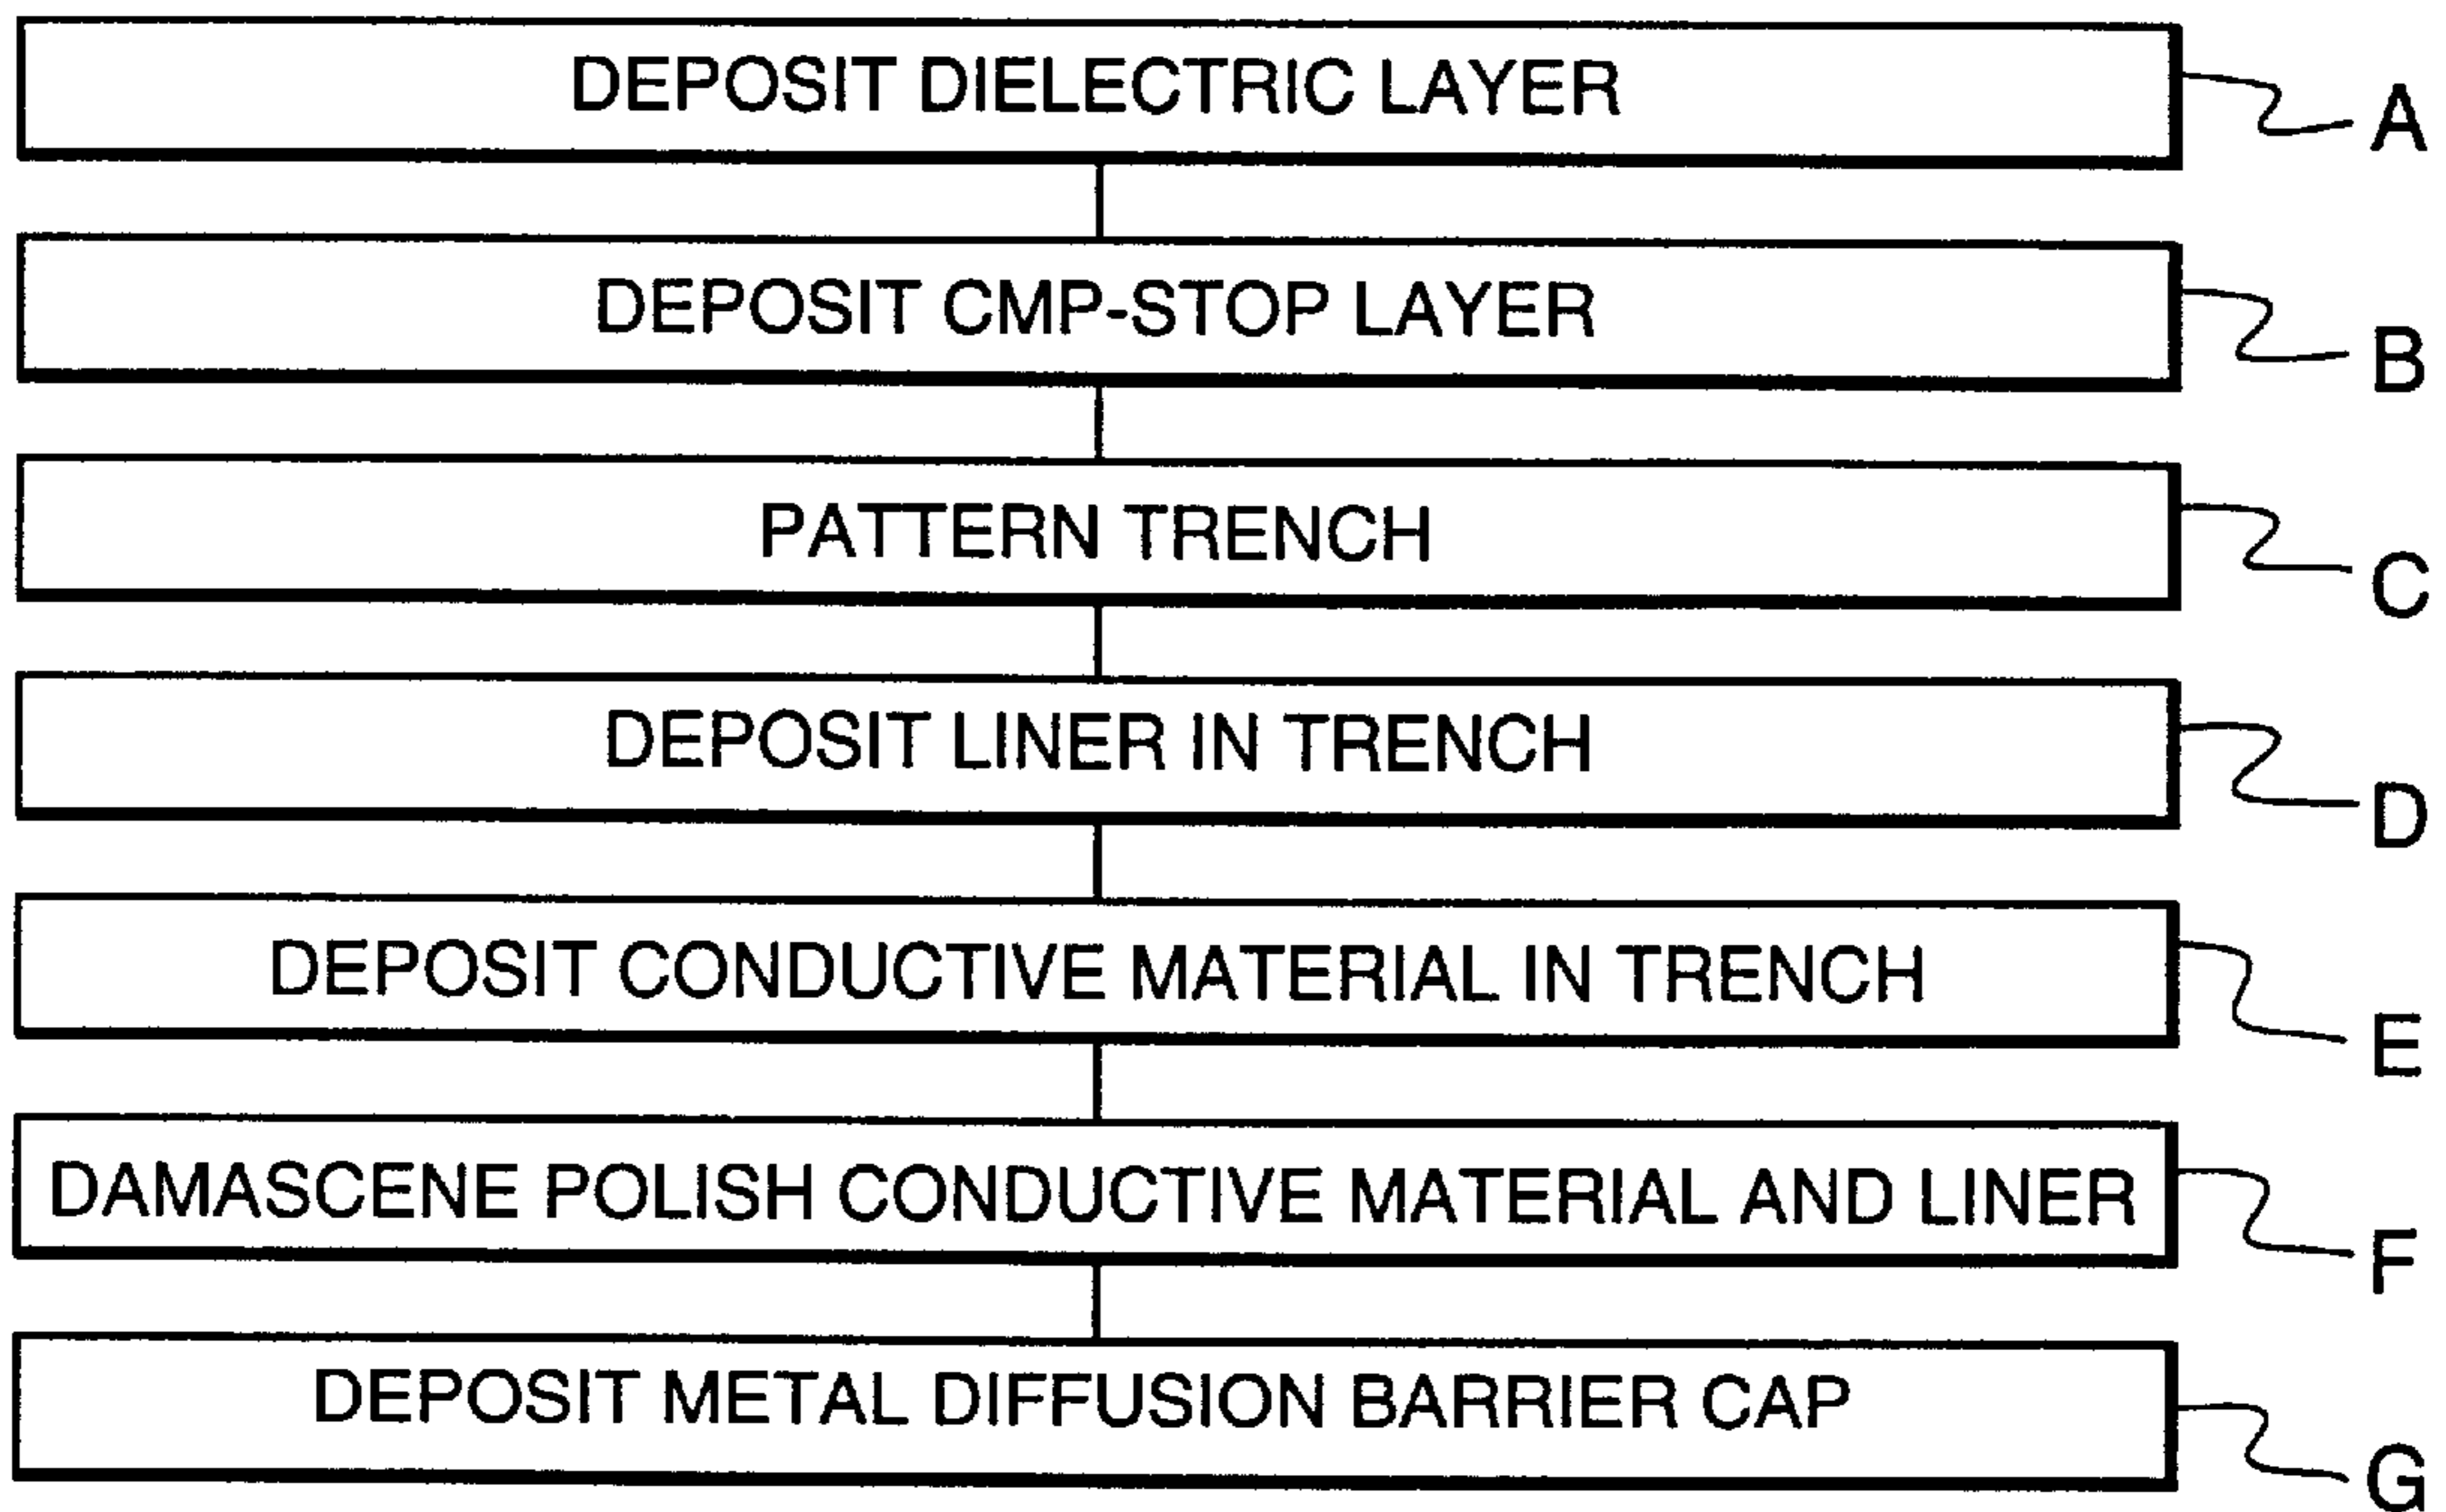 DEPOSIT DIELECTRIC LAYER
A
DEPOSIT CMP-STOP LAYER
B
PATTERN TRENCH
C
DEPOSIT LINER IN TRENCH
D
DEPOSIT CONDUCTIVE MATERIAL IN TRENCH
E
DAMASCENE POLISH CONDUCTIVE MATERIAL AND LINER
F
DEPOSIT METAL DIFFUSION BARRIER CAP
G